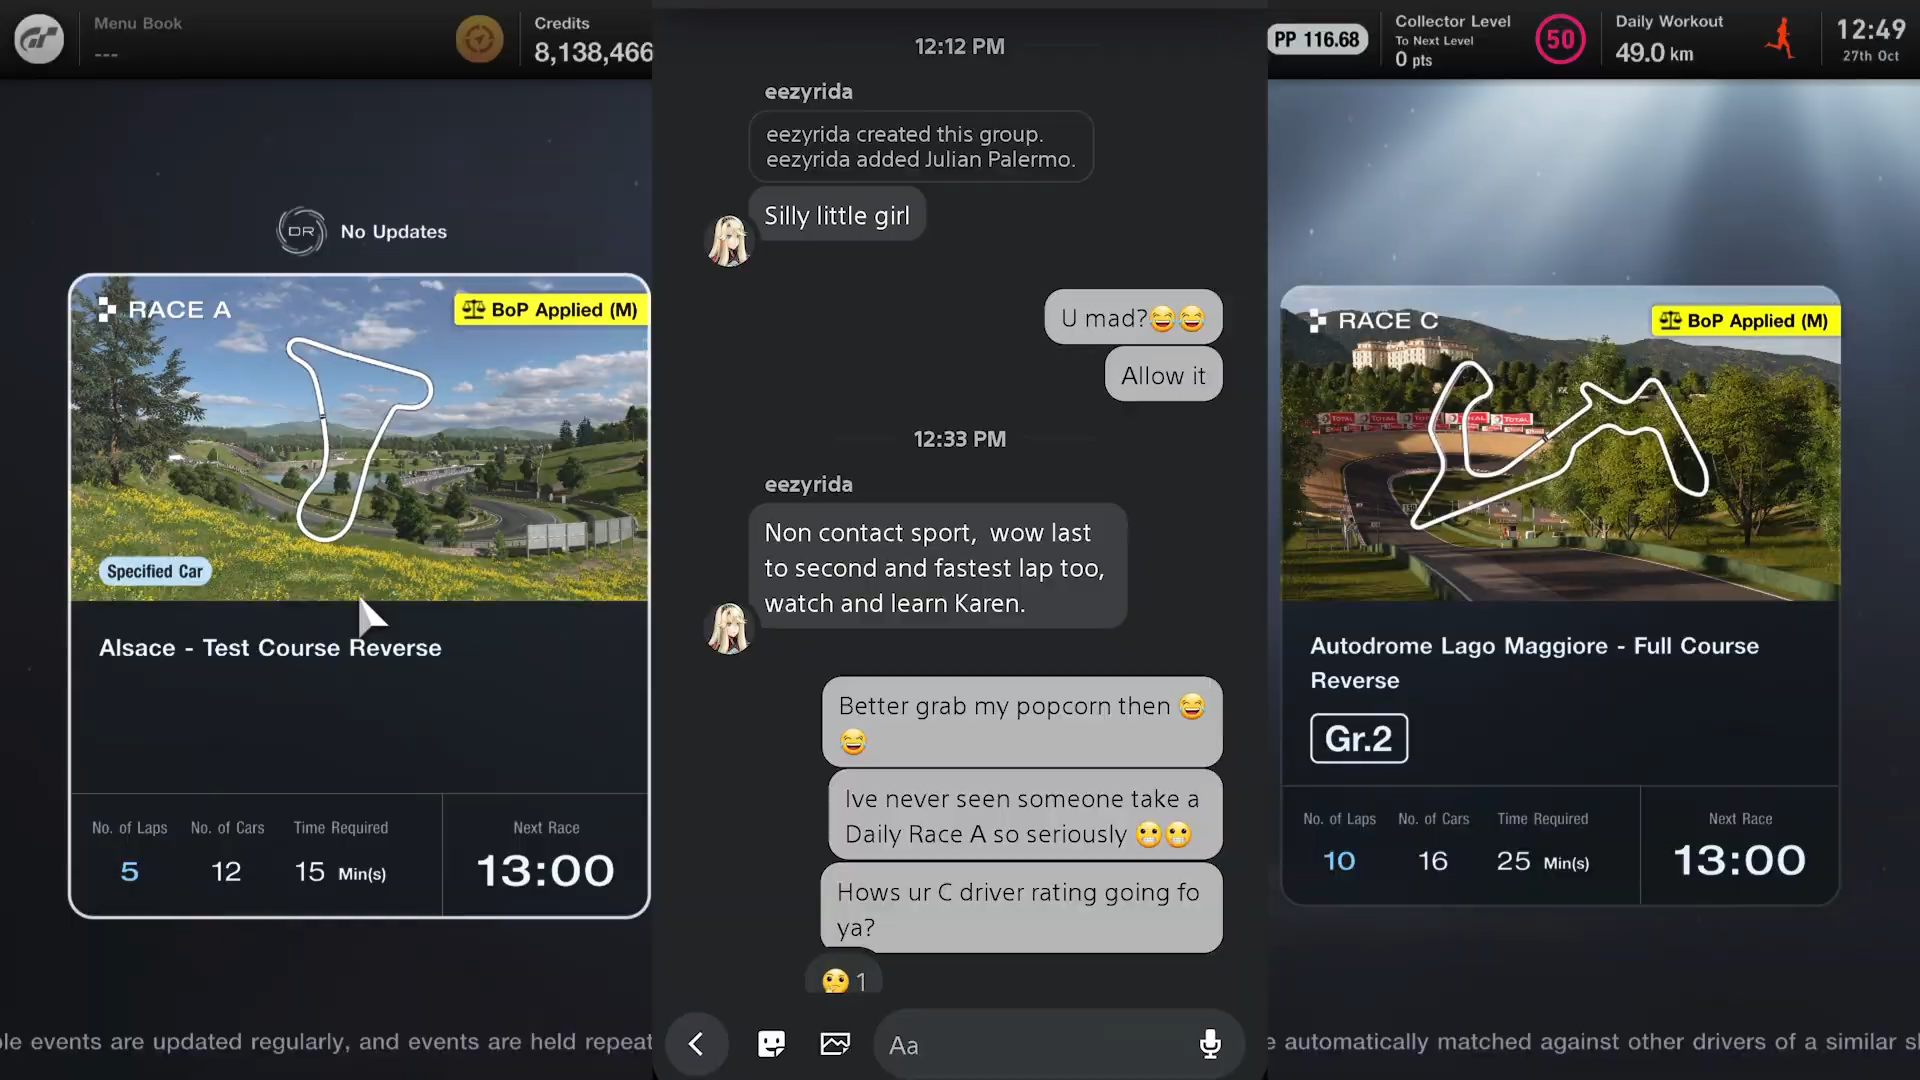 Menu Book
---
Credits
8,138,466
PP 116.68
Collector Level
To Next Level
0 pts
50
Daily Workout
49.0 km
12:49
27th Oct
DR
No Updates
RACE A
BoP Applied (M)
Specified Car
Alsace - Test Course Reverse
No. of Laps
No. of Cars
Time Required
Next Race
5
12
15 Min(s)
13:00
12:12 PM
eezyrida
eezyrida created this group.
eezyrida added Julian Palermo.
Silly little girl
U mad?😂😂
Allow it
12:33 PM
eezyrida
Non contact sport,  wow last
to second and fastest lap too,
watch and learn Karen.
Better grab my popcorn then 😂
😂
Ive never seen someone take a
Daily Race A so seriously 😬😬
Hows ur C driver rating going fo
ya?
🤔 1
Aa
RACE C
BoP Applied (M)
TOTAL TOTAL TOTAL TOTAL TOTAL
Autodrome Lago Maggiore - Full Course
Reverse
Gr.2
No. of Laps
No. of Cars
Time Required
Next Race
10
16
25 Min(s)
13:00
le events are updated regularly, and events are held repeat
e automatically matched against other drivers of a similar s